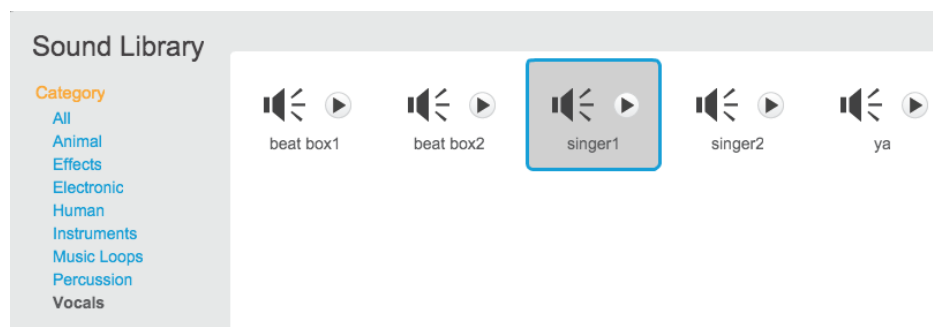 Sound Library
Category
All
Animal
Effects
Electronic
Human
Instruments
Music Loops
Percussion
Vocals
beat box1 beat box2 singer1 singer2 ya